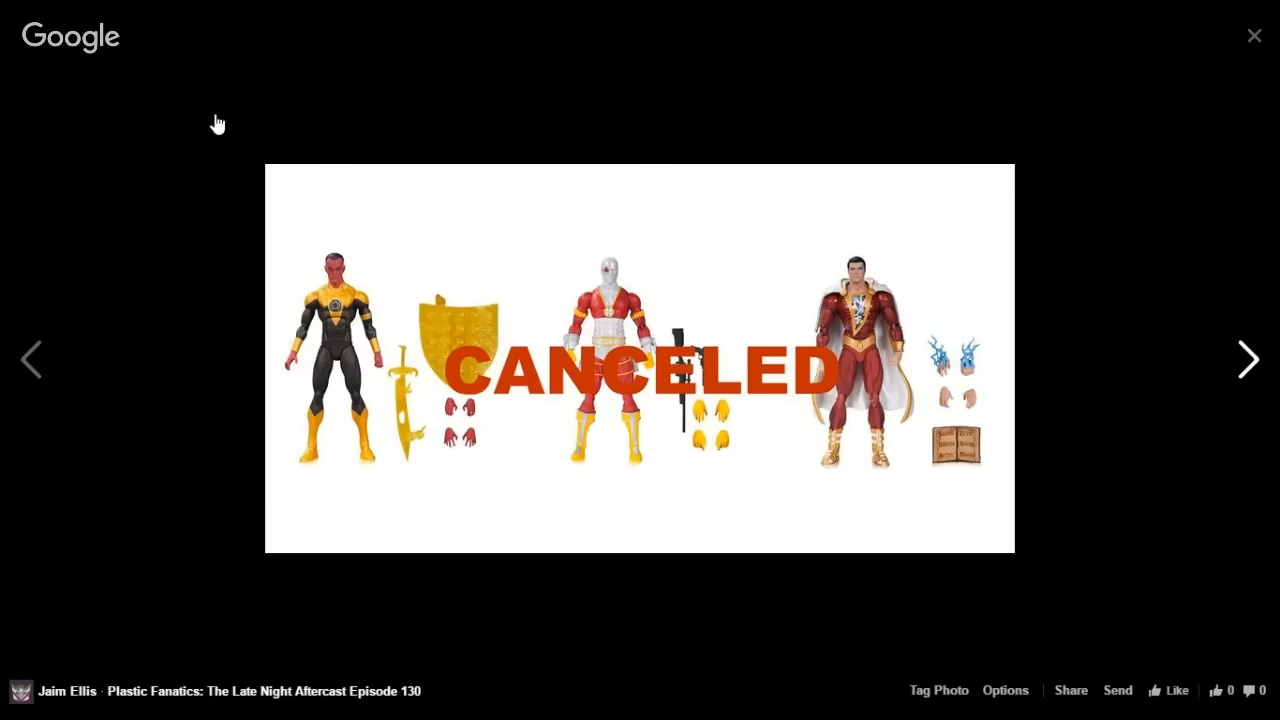 Google
CANCELED
Jaim Ellis · Plastic Fanatics: The Late Night Aftercast Episode 130
Tag Photo Options Share Send Like 0 0